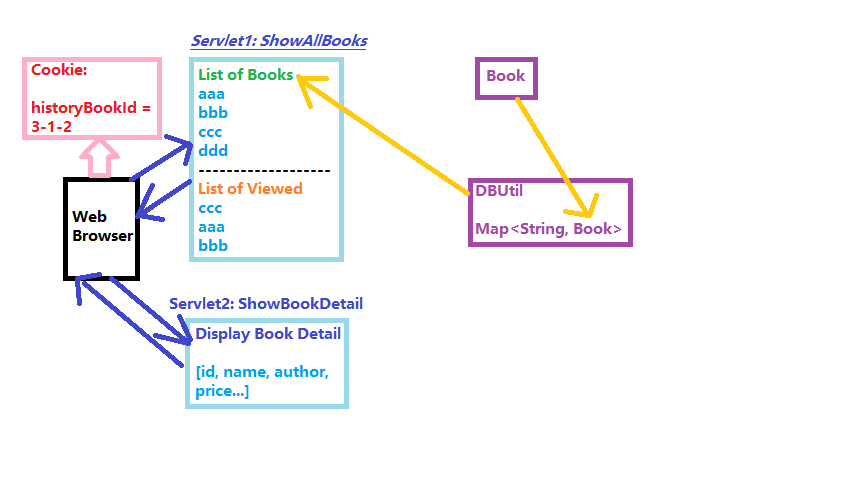 Servlet1: ShowAllBooks
Cookie:
historyBookId =
3-1-2
List of Books
aaa
bbb
ccc
ddd
----------------------
List of Viewed
ccc
aaa
bbb
Book
DBUtil
Map<String, Book>
Web
Browser
Servlet2: ShowBookDetail
Display Book Detail
[id, name, author,
price...]